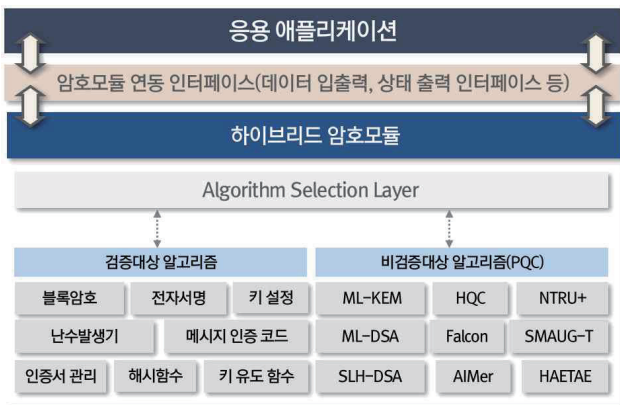 응용 애플리케이션
암호모듈 연동 인터페이스(데이터 입출력, 상태 출력 인터페이스 등)
하이브리드 암호모듈
Algorithm Selection Layer
검증대상 알고리즘
비검증대상 알고리즘(PQC)
블록암호 전자서명 키 설정
난수발생기 메시지 인증 코드
인증서 관리 해시함수 키 유도 함수
ML-KEM HQC NTRU+
ML-DSA Falcon SMAUG-T
SLH-DSA AIMer HAETAE